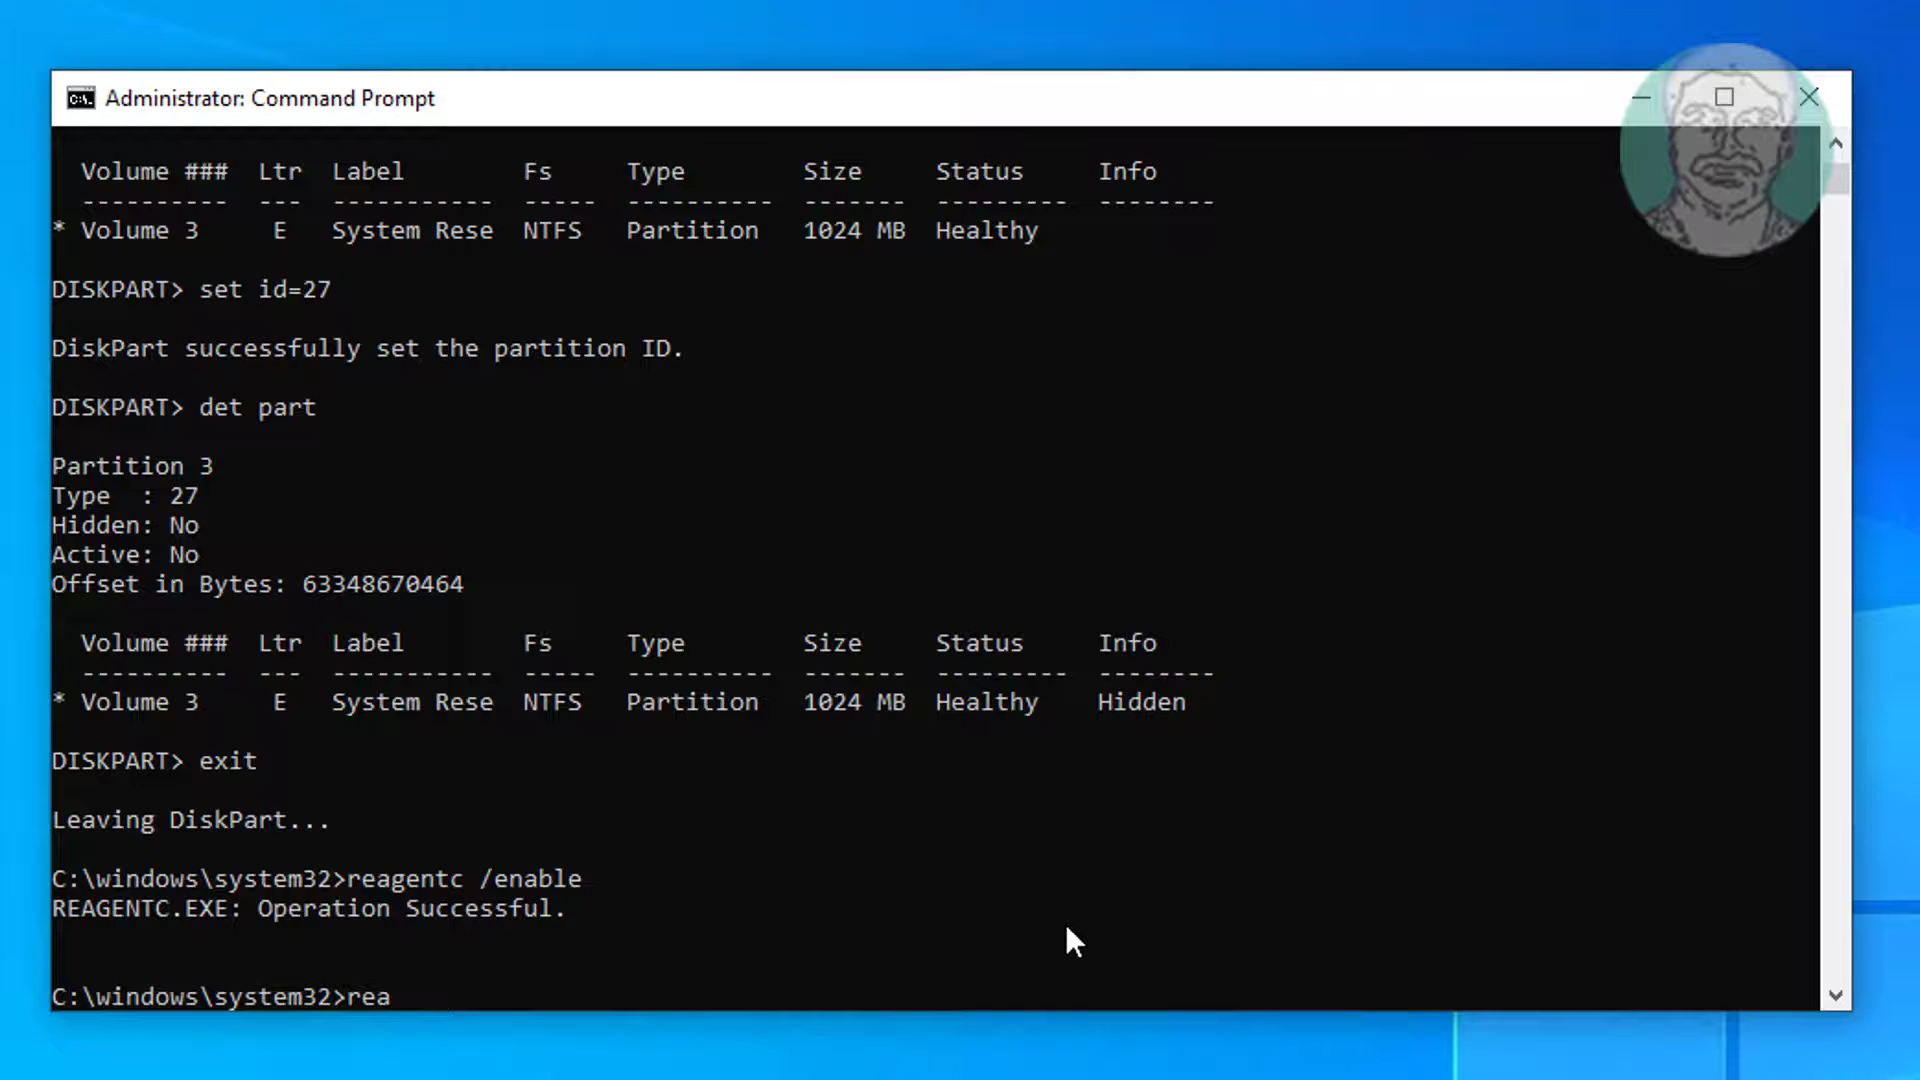 Administrator: Command Prompt
Volume ### Ltr Label Fs Type Size Status Info
---------- --- ----------- ----- ---------- ------- --------- --------
* Volume 3 E System Rese NTFS Partition 1024 MB Healthy
DISKPART> set id=27
DiskPart successfully set the partition ID.
DISKPART> det part
Partition 3
Type : 27
Hidden: No
Active: No
Offset in Bytes: 63348670464
Volume ### Ltr Label Fs Type Size Status Info
---------- --- ----------- ----- ---------- ------- --------- --------
* Volume 3 E System Rese NTFS Partition 1024 MB Healthy Hidden
DISKPART> exit
Leaving DiskPart...
C:\windows\system32>reagentc /enable
REAGENTC.EXE: Operation Successful.
C:\windows\system32>rea